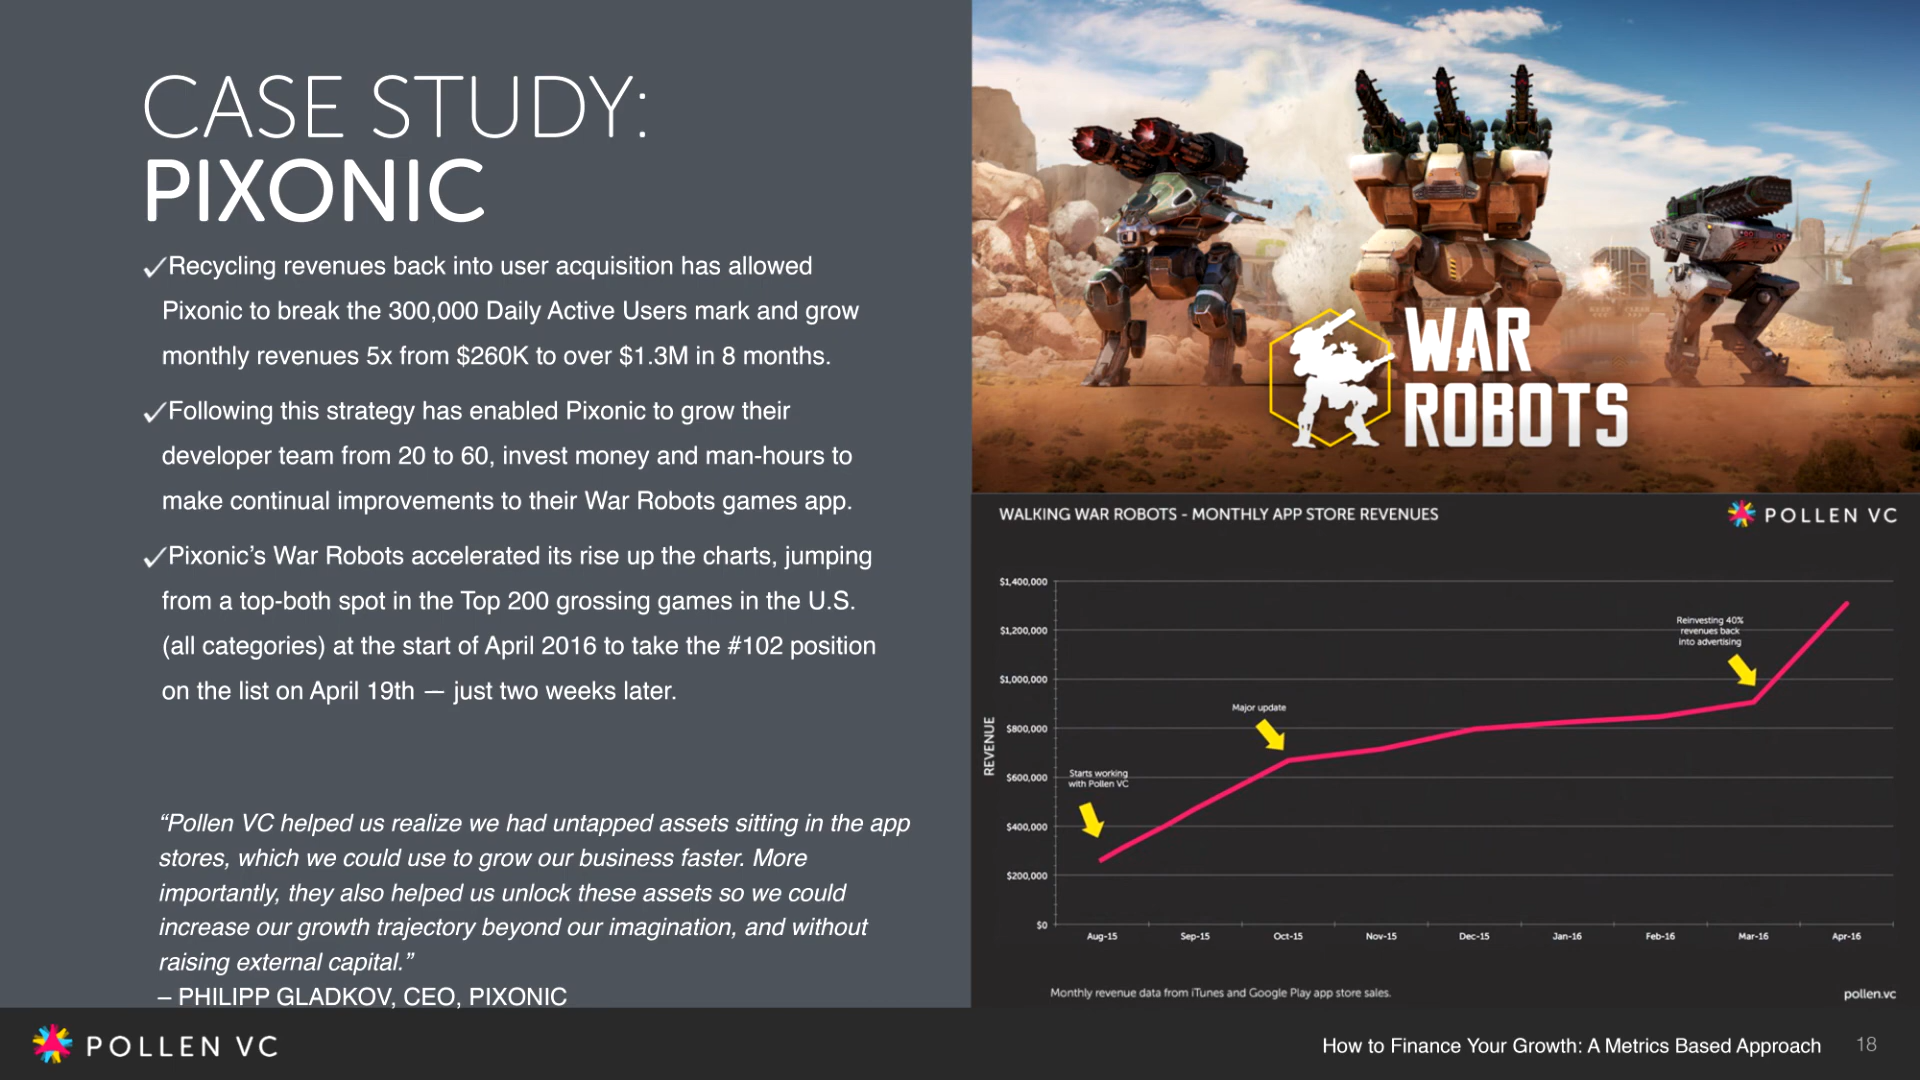 CASE STUDY:
PIXONIC
✓Recycling revenues back into user acquisition has allowed
Pixonic to break the 300,000 Daily Active Users mark and grow
monthly revenues 5x from $260K to over $1.3M in 8 months.
✓Following this strategy has enabled Pixonic to grow their
developer team from 20 to 60, invest money and man-hours to
make continual improvements to their War Robots games app.
✓Pixonic’s War Robots accelerated its rise up the charts, jumping
from a top-both spot in the Top 200 grossing games in the U.S.
(all categories) at the start of April 2016 to take the #102 position
on the list on April 19th — just two weeks later.
“Pollen VC helped us realize we had untapped assets sitting in the app
stores, which we could use to grow our business faster. More
importantly, they also helped us unlock these assets so we could
increase our growth trajectory beyond our imagination, and without
raising external capital.”
– PHILIPP GLADKOV, CEO, PIXONIC
WAR
ROBOTS
WALKING WAR ROBOTS - MONTHLY APP STORE REVENUES
POLLEN VC
REVENUE
$1,400,000
$1,200,000
$1,000,000
$800,000
$600,000
$400,000
$200,000
$0
Starts working
with Pollen VC
Major update
Reinvesting 40%
revenues back
into advertising
Aug-15 Sep-15 Oct-15 Nov-15 Dec-15 Jan-16 Feb-16 Mar-16 Apr-16
Monthly revenue data from iTunes and Google Play app store sales.
pollen.vc
POLLEN VC
How to Finance Your Growth: A Metrics Based Approach 18